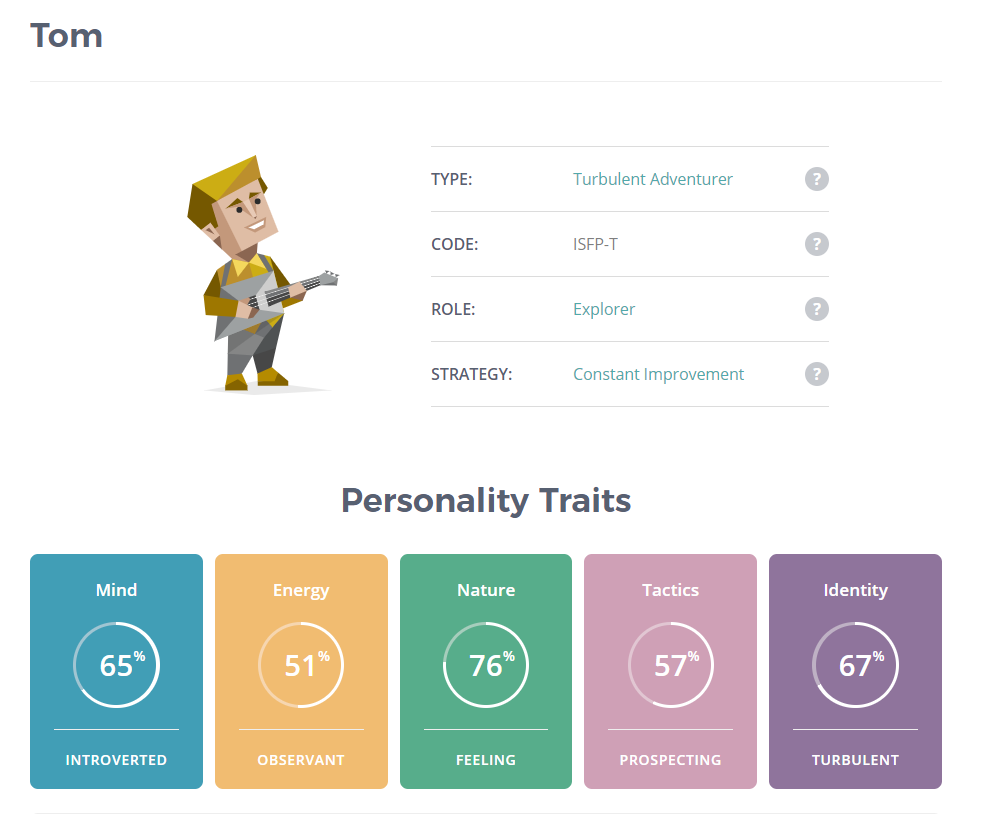 Tom
TYPE: Turbulent Adventurer ?
CODE: ISFP-T ?
ROLE: Explorer ?
STRATEGY: Constant Improvement ?
Personality Traits
Mind Energy Nature Tactics Identity
65% 51% 76% 57% 67%
INTROVERTED OBSERVANT FEELING PROSPECTING TURBULENT